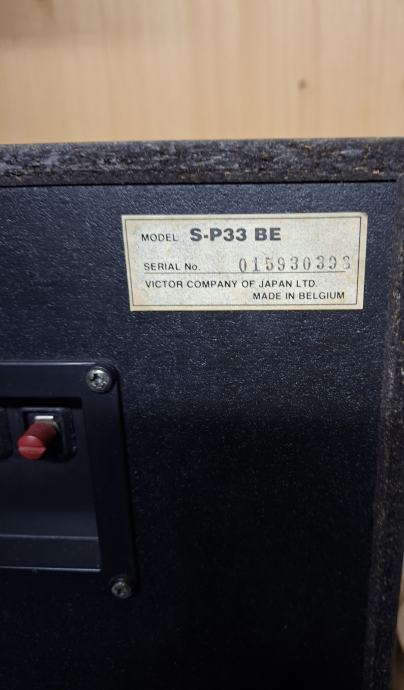 MODEL S-P33 BE
SERIAL No. 015930393
VICTOR COMPANY OF JAPAN LTD.
MADE IN BELGIUM